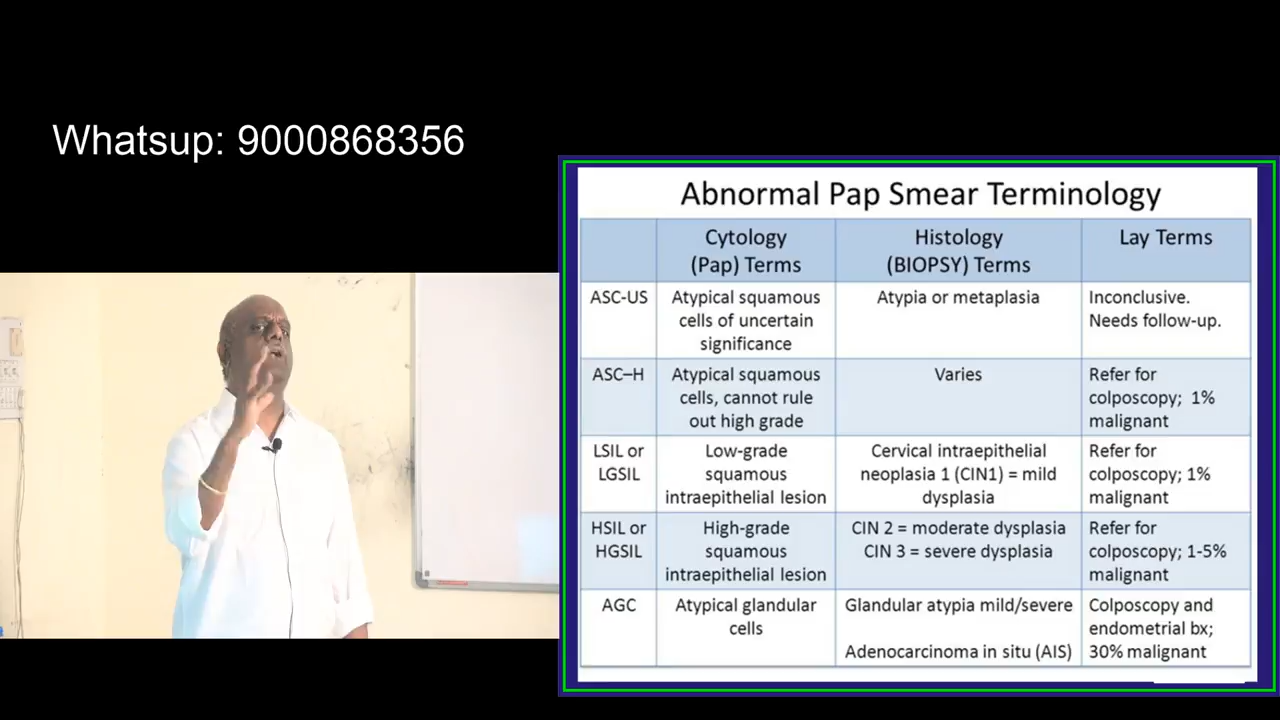 Whatsup: 9000868356
Abnormal Pap Smear Terminology
Cytology
(Pap) Terms
Histology
(BIOPSY) Terms
Lay Terms
ASC-US
Atypical squamous
cells of uncertain
significance
Atypia or metaplasia
Inconclusive.
Needs follow-up.
ASC–H
Atypical squamous
cells, cannot rule
out high grade
Varies
Refer for
colposcopy; 1%
malignant
LSIL or
LGSIL
Low-grade
squamous
intraepithelial lesion
Cervical intraepithelial
neoplasia 1 (CIN1) = mild
dysplasia
Refer for
colposcopy; 1%
malignant
HSIL or
HGSIL
High-grade
squamous
intraepithelial lesion
CIN 2 = moderate dysplasia
CIN 3 = severe dysplasia
Refer for
colposcopy; 1-5%
malignant
AGC
Atypical glandular
cells
Glandular atypia mild/severe
Adenocarcinoma in situ (AIS)
Colposcopy and
endometrial bx;
30% malignant